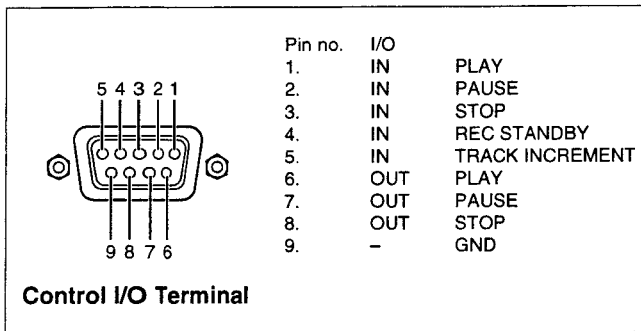 Pin no. I/O
1. IN PLAY
2. IN PAUSE
3. IN STOP
4. IN REC STANDBY
5. IN TRACK INCREMENT
6. OUT PLAY
7. OUT PAUSE
8. OUT STOP
9. – GND
5 4 3 2 1
9 8 7 6
Control I/O Terminal